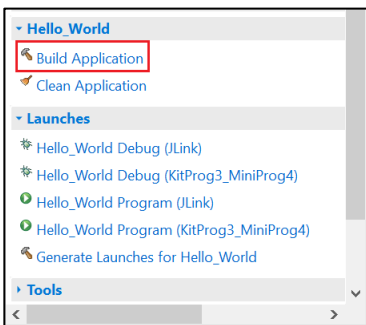 Hello_World
Build Application
Clean Application
Launches
Hello_World Debug (JLink)
Hello_World Debug (KitProg3_MiniProg4)
Hello_World Program (JLink)
Hello_World Program (KitProg3_MiniProg4)
Generate Launches for Hello_World
Tools